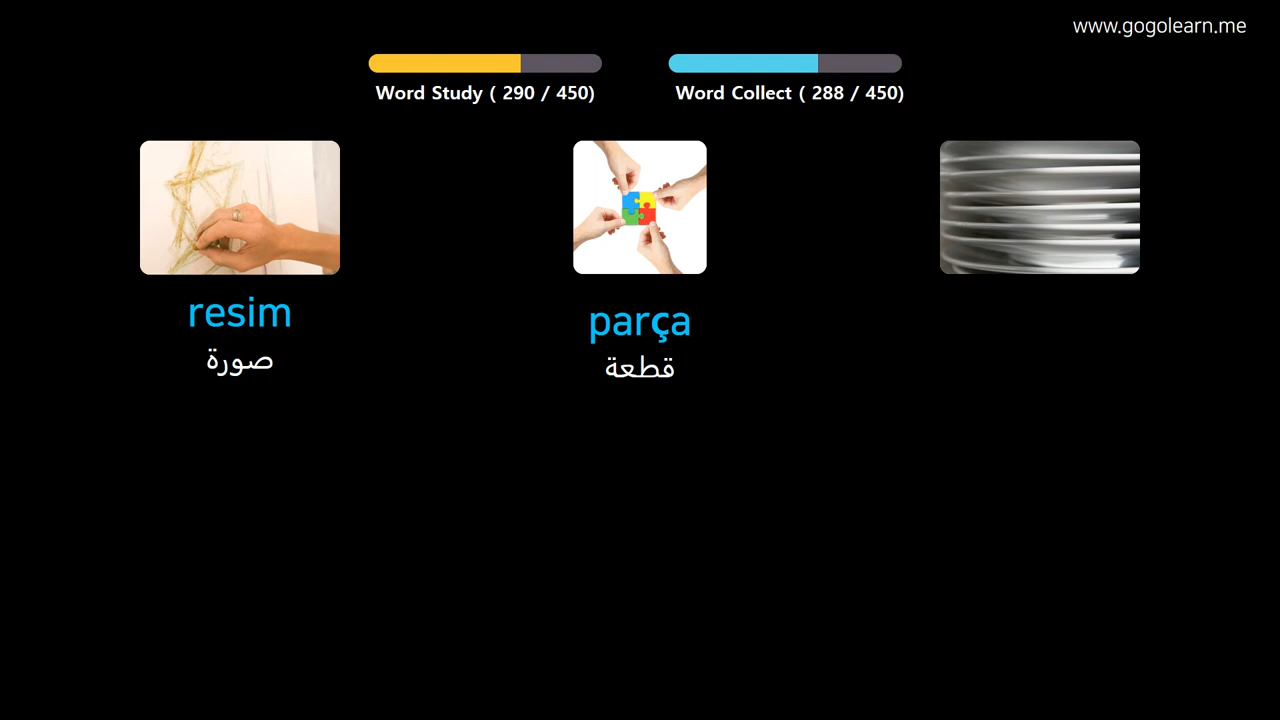 www.gogolearn.me
Word Study ( 290 / 450)
Word Collect ( 288 / 450)
resim
صورة
parça
قطعة